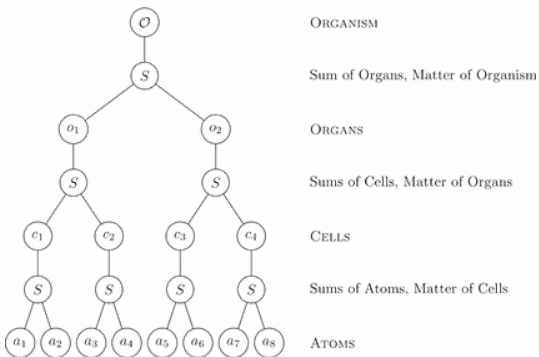 𝒪 ORGANISM
S Sum of Organs, Matter of Organism
o₁ o₂ ORGANS
S S Sums of Cells, Matter of Organs
c₁ c₂ c₃ c₄ CELLS
S S S S Sums of Atoms, Matter of Cells
a₁ a₂ a₃ a₄ a₅ a₆ a₇ a₈ ATOMS